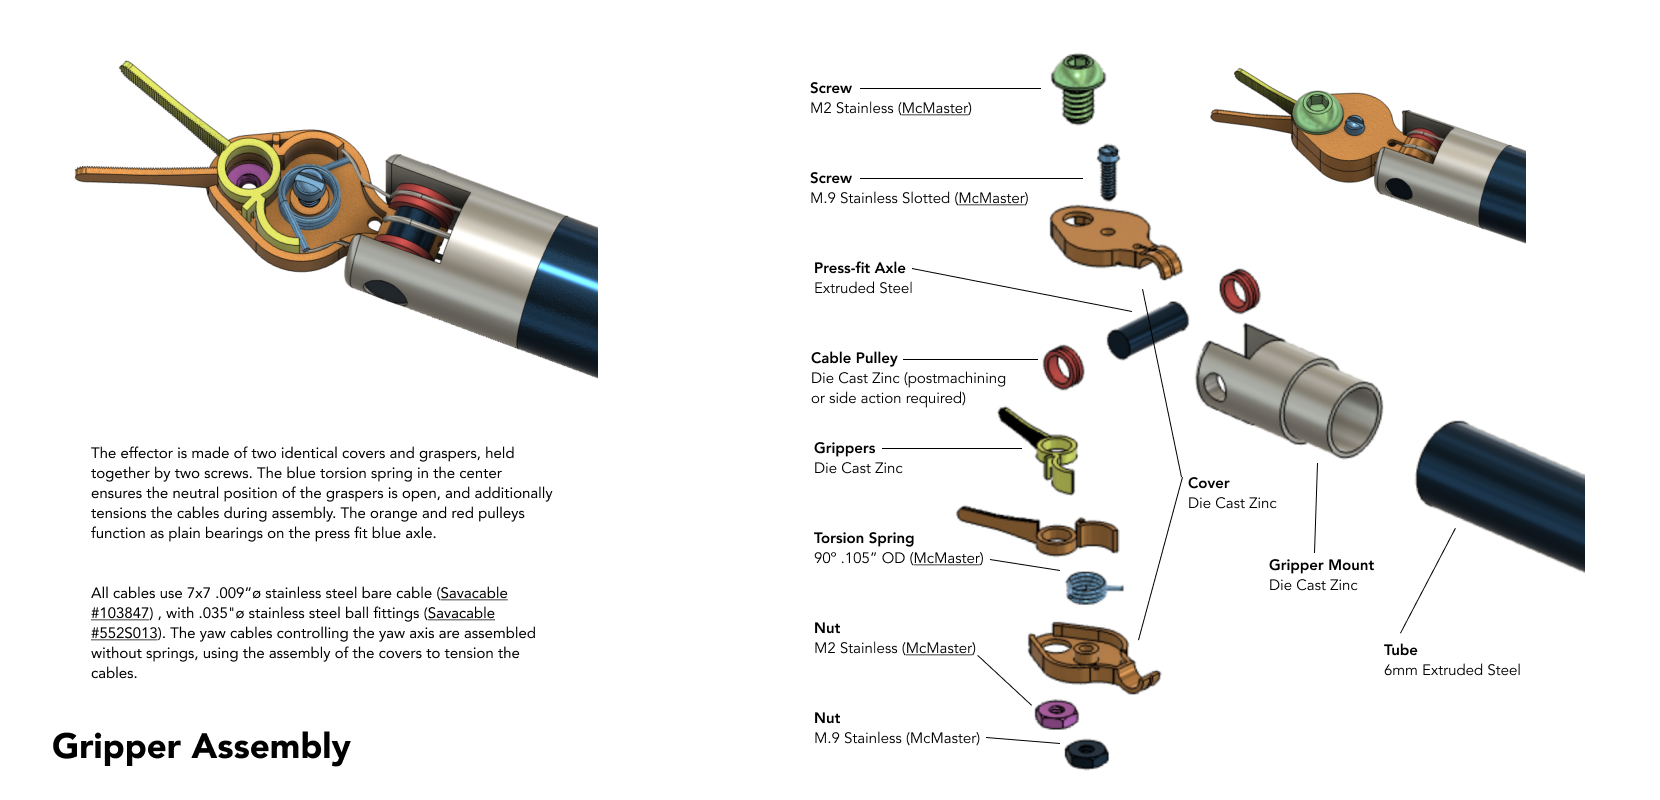 The effector is made of two identical covers and graspers, held
together by two screws. The blue torsion spring in the center
ensures the neutral position of the graspers is open, and additionally
tensions the cables during assembly. The orange and red pulleys
function as plain bearings on the press fit blue axle.
All cables use 7x7 .009”ø stainless steel bare cable (Savacable
#103847) , with .035"ø stainless steel ball fittings (Savacable
#552S013). The yaw cables controlling the yaw axis are assembled
without springs, using the assembly of the covers to tension the
cables.
Gripper Assembly
Screw
M2 Stainless (McMaster)
Screw
M.9 Stainless Slotted (McMaster)
Press-fit Axle
Extruded Steel
Cable Pulley
Die Cast Zinc (postmachining
or side action required)
Grippers
Die Cast Zinc
Torsion Spring
90º .105” OD (McMaster)
Nut
M2 Stainless (McMaster)
Nut
M.9 Stainless (McMaster)
Cover
Die Cast Zinc
Gripper Mount
Die Cast Zinc
Tube
6mm Extruded Steel